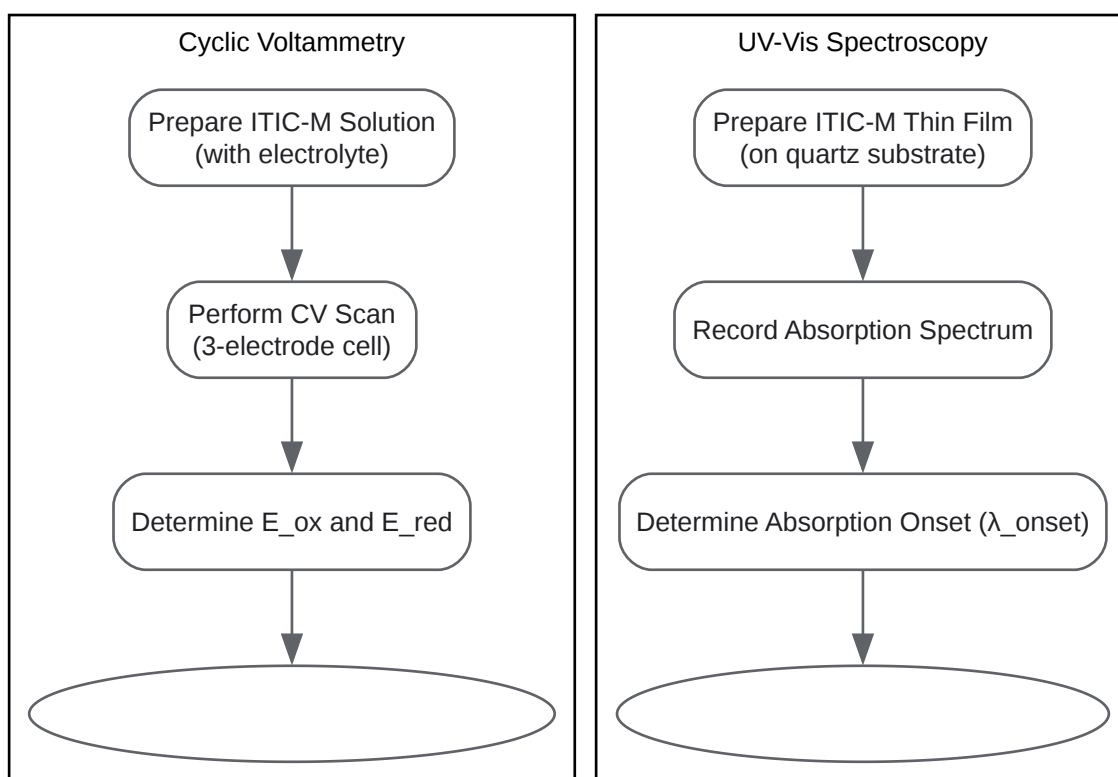 Cyclic Voltammetry
Prepare ITIC-M Solution
(with electrolyte)
Perform CV Scan
(3-electrode cell)
Determine E_ox and E_red
UV-Vis Spectroscopy
Prepare ITIC-M Thin Film
(on quartz substrate)
Record Absorption Spectrum
Determine Absorption Onset (λ_onset)